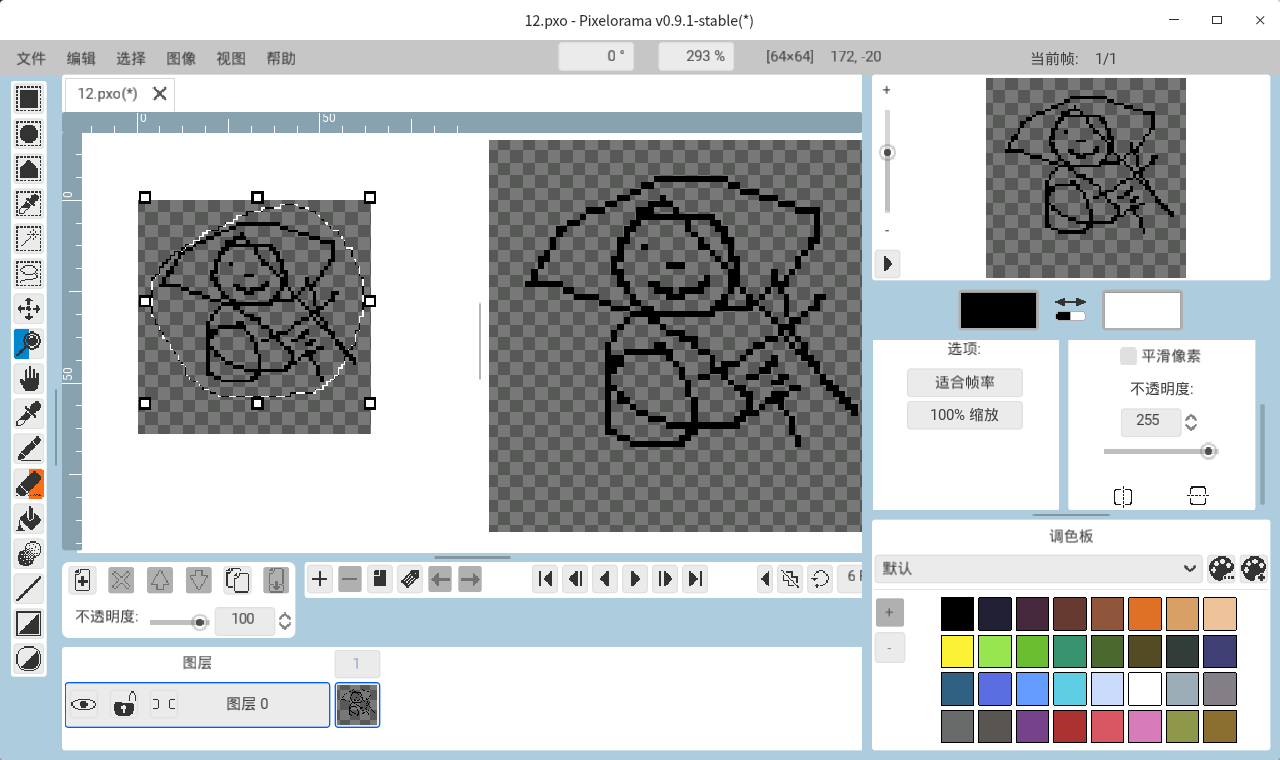 12.pxo - Pixelorama v0.9.1-stable(*)
文件 编辑 选择 图像 视图 帮助 0 ° 293 % [64×64] 172, -20 当前帧: 1/1
12.pxo(*)
0 50
0
50
+
-
选项:
适合帧率
100% 缩放
平滑像素
不透明度:
255
6
不透明度: 100
图层 1
图层 0
调色板
默认
+
-